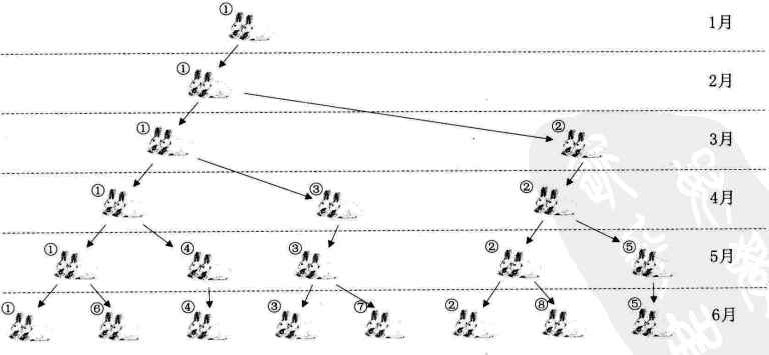 ① 1月
① 2月
① ② 3月
① ③ ② 4月
① ④ ③ ② ⑤ 5月
① ⑥ ④ ③ ⑦ ② ⑧ ⑤ 6月